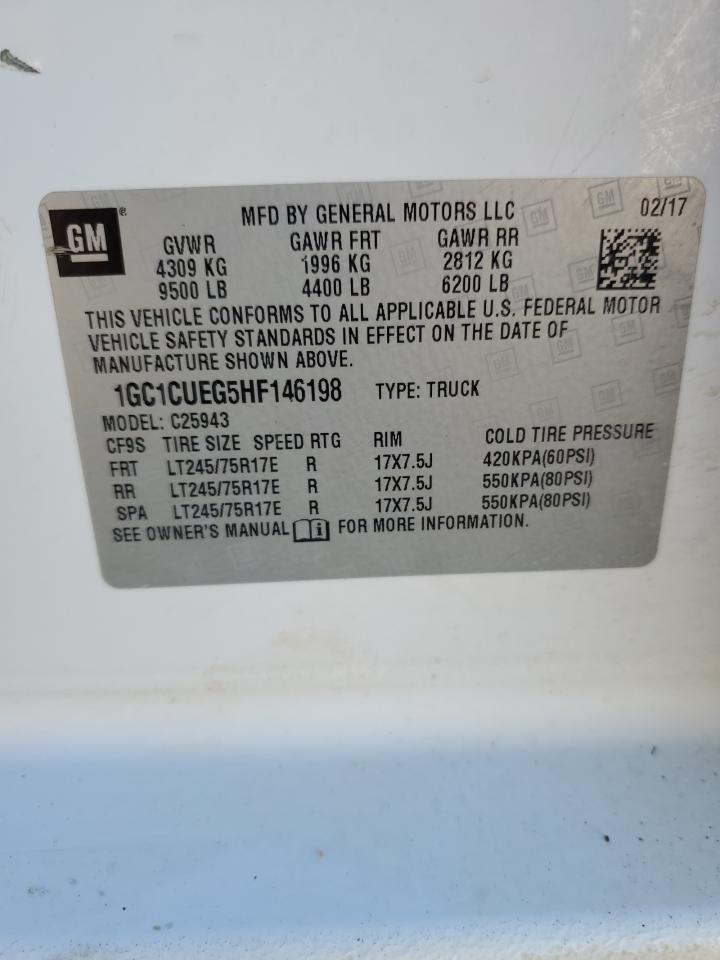 GM® MFD BY GENERAL MOTORS LLC 02/17
GVWR GAWR FRT GAWR RR
4309 KG 1996 KG 2812 KG
9500 LB 4400 LB 6200 LB
THIS VEHICLE CONFORMS TO ALL APPLICABLE U.S. FEDERAL MOTOR
VEHICLE SAFETY STANDARDS IN EFFECT ON THE DATE OF
MANUFACTURE SHOWN ABOVE.
1GC1CUEG5HF146198 TYPE: TRUCK
MODEL: C25943
CF9S TIRE SIZE SPEED RTG RIM COLD TIRE PRESSURE
FRT LT245/75R17E R 17X7.5J 420KPA(60PSI)
RR LT245/75R17E R 17X7.5J 550KPA(80PSI)
SPA LT245/75R17E R 17X7.5J 550KPA(80PSI)
SEE OWNER'S MANUAL FOR MORE INFORMATION.